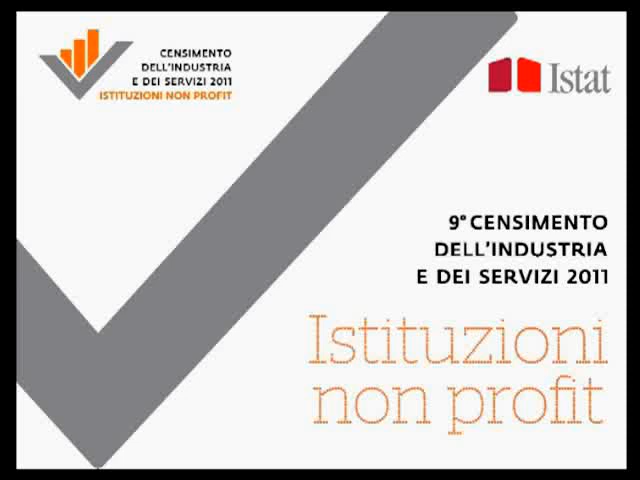 CENSIMENTO
DELL'INDUSTRIA
E DEI SERVIZI 2011
ISTITUZIONI NON PROFIT
Istat
9° CENSIMENTO
DELL'INDUSTRIA
E DEI SERVIZI 2011
Istituzioni
non profit